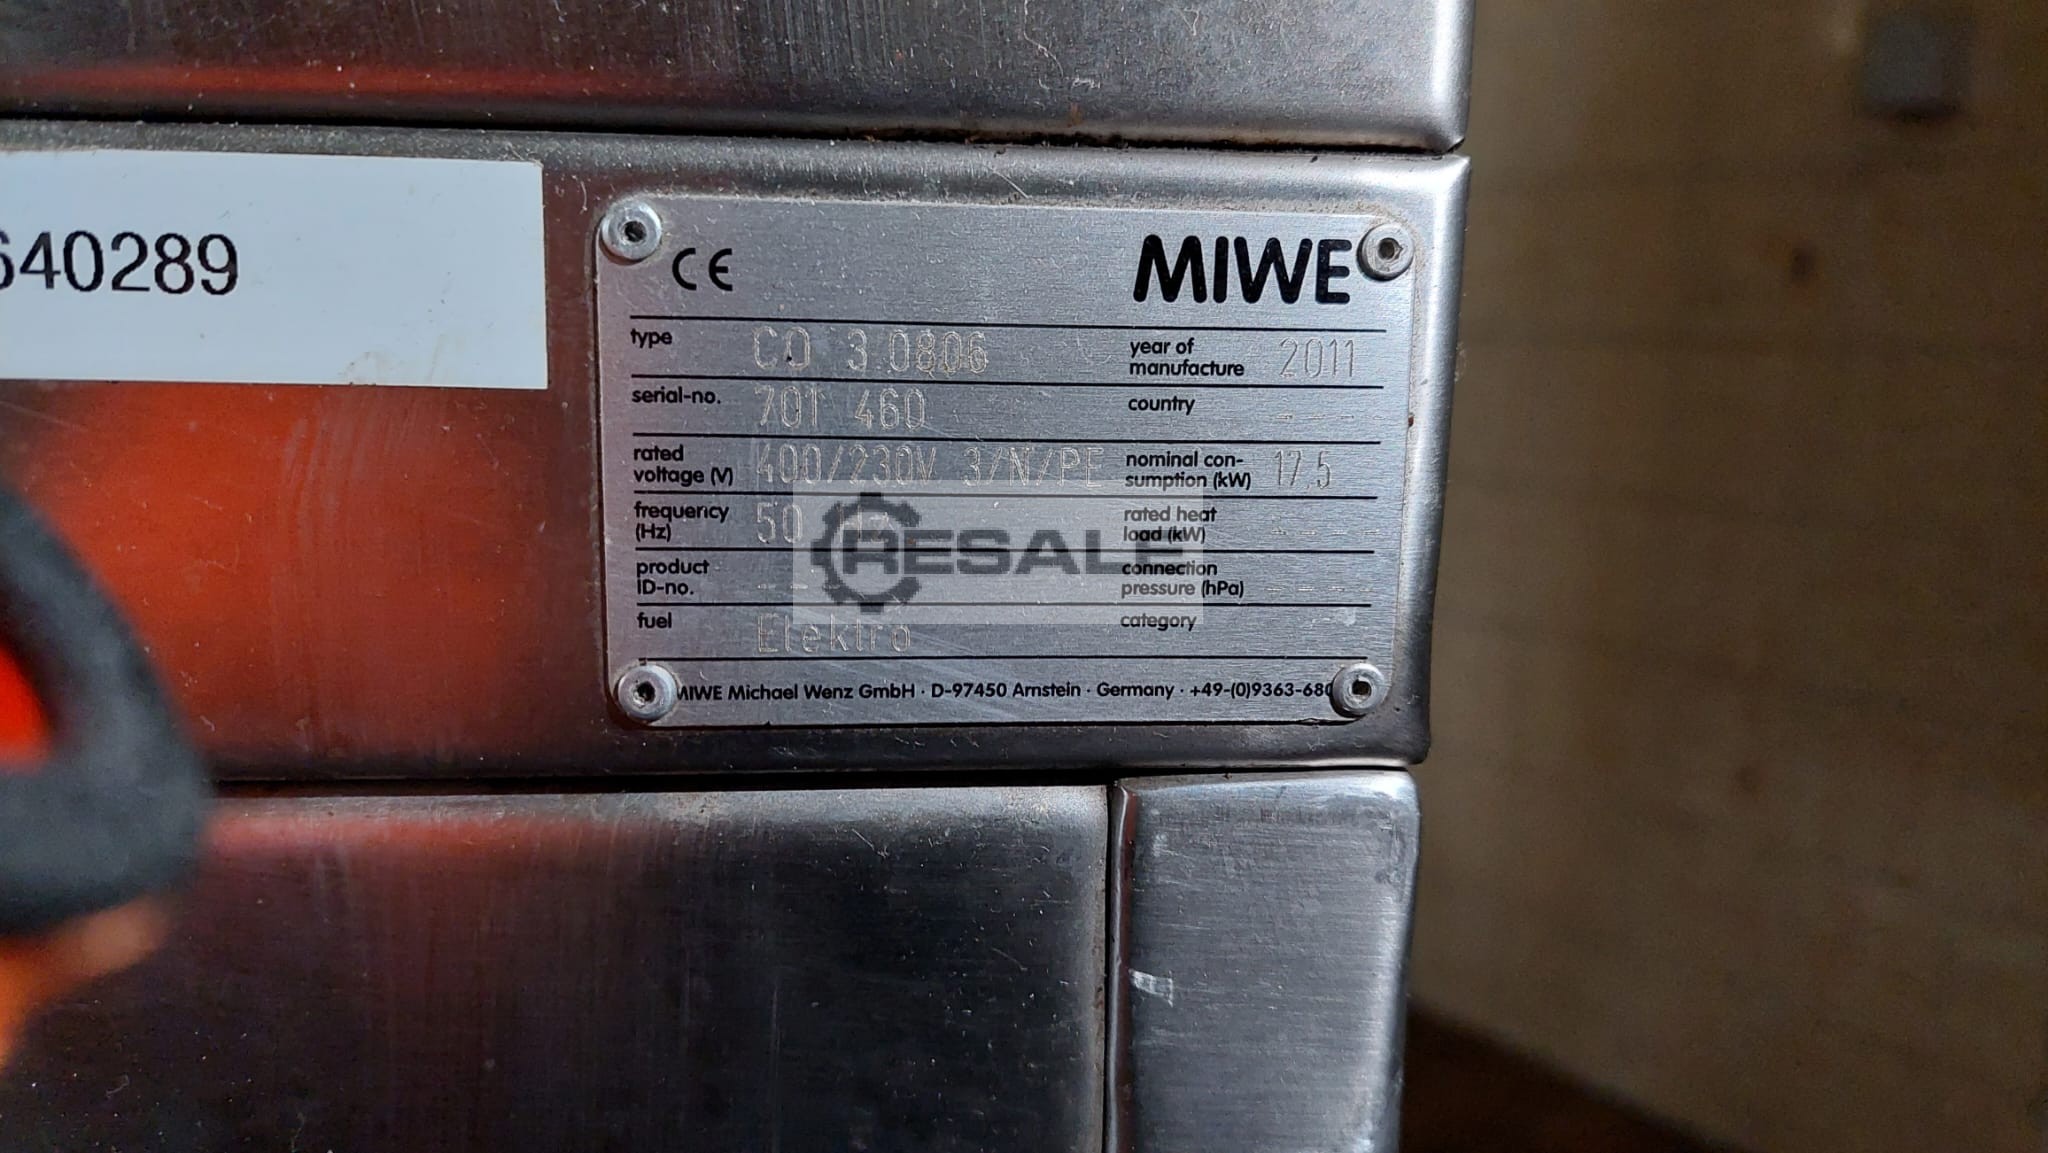 640289
CE MIWE
type CO 3.0806 year of manufacture 2011
serial-no. 701 460 country - - -
rated voltage (V) 400/230V 3/N/PE nominal con-sumption (kW) 17,5
frequency (Hz) 50 Hz rated heat load (kW) - - -
RESALE
product ID-no. - - - connection pressure (hPa) - - -
fuel Elektro category
MIWE Michael Wenz GmbH · D-97450 Arnstein · Germany · +49-(0)9363-680